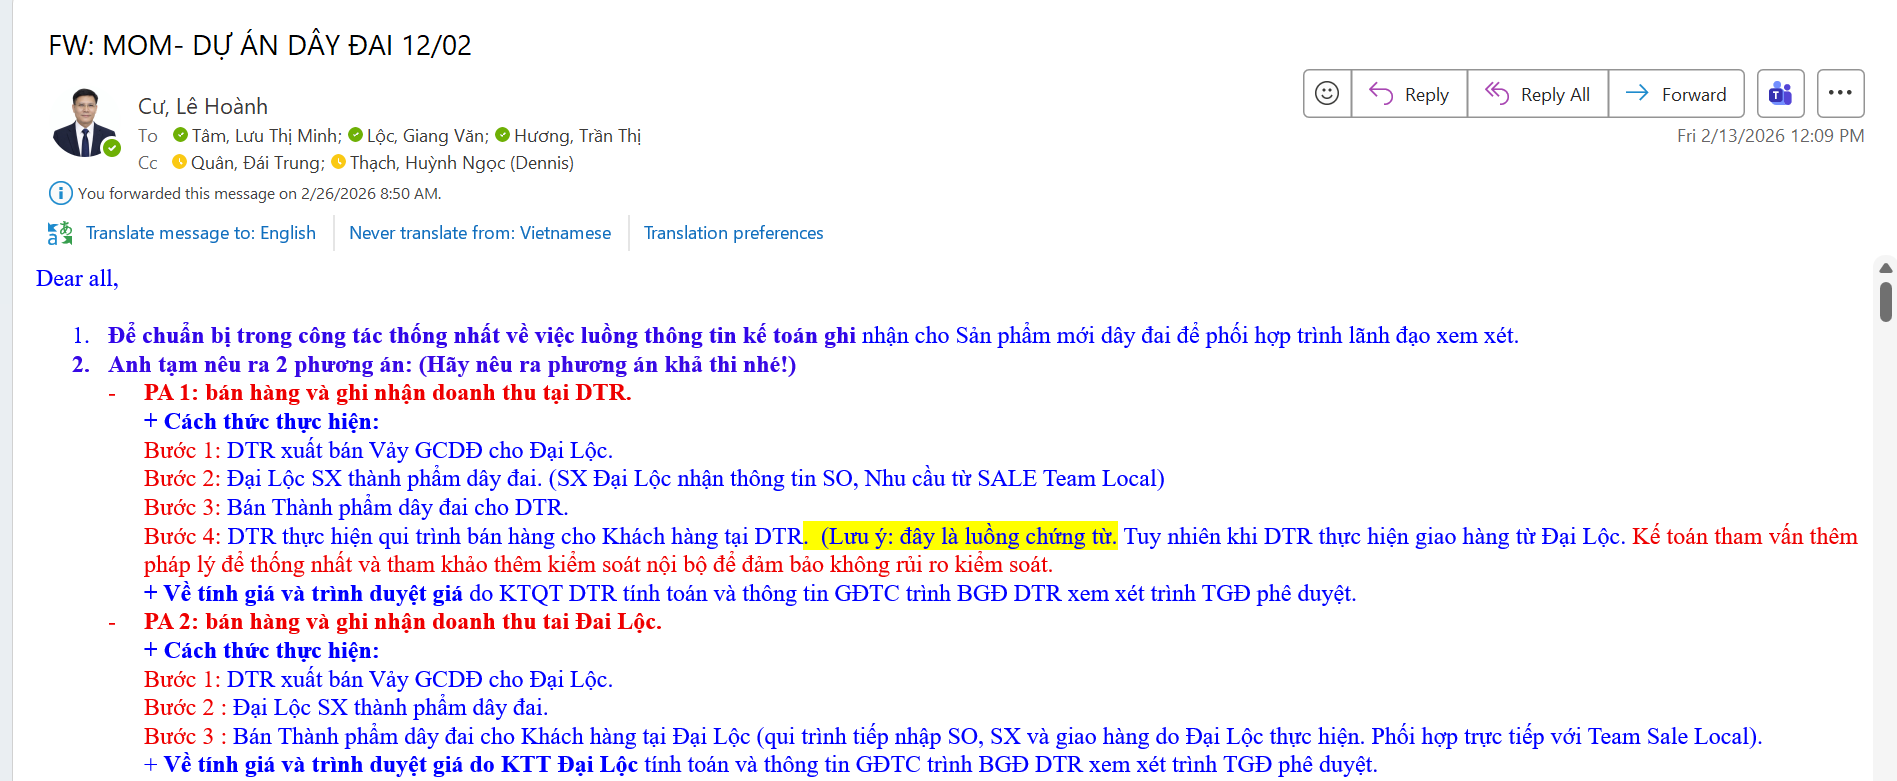 FW: MOM- DỰ ÁN DÂY ĐAI 12/02
Cư, Lê Hoành
Reply
Reply All
Forward
To Tâm, Lưu Thị Minh; Lộc, Giang Văn; Hương, Trần Thị
Fri 2/13/2026 12:09 PM
Cc Quân, Đái Trung; Thạch, Huỳnh Ngọc (Dennis)
You forwarded this message on 2/26/2026 8:50 AM.
Translate message to: English
Never translate from: Vietnamese
Translation preferences
Dear all,
1. Để chuẩn bị trong công tác thống nhất về việc luồng thông tin kế toán ghi nhận cho Sản phẩm mới dây đai để phối hợp trình lãnh đạo xem xét.
2. Anh tạm nêu ra 2 phương án: (Hãy nêu ra phương án khả thi nhé!)
- PA 1: bán hàng và ghi nhận doanh thu tại DTR.
+ Cách thức thực hiện:
Bước 1: DTR xuất bán Vảy GCDĐ cho Đại Lộc.
Bước 2: Đại Lộc SX thành phẩm dây đai. (SX Đại Lộc nhận thông tin SO, Nhu cầu từ SALE Team Local)
Bước 3: Bán Thành phẩm dây đai cho DTR.
Bước 4: DTR thực hiện qui trình bán hàng cho Khách hàng tại DTR. (Lưu ý: đây là luồng chứng từ. Tuy nhiên khi DTR thực hiện giao hàng từ Đại Lộc. Kế toán tham vấn thêm
pháp lý để thống nhất và tham khảo thêm kiểm soát nội bộ để đảm bảo không rủi ro kiểm soát.
+ Về tính giá và trình duyệt giá do KTQT DTR tính toán và thông tin GĐTC trình BGĐ DTR xem xét trình TGĐ phê duyệt.
- PA 2: bán hàng và ghi nhận doanh thu tai Đai Lộc.
+ Cách thức thực hiện:
Bước 1: DTR xuất bán Vảy GCDĐ cho Đại Lộc.
Bước 2 : Đại Lộc SX thành phẩm dây đai.
Bước 3 : Bán Thành phẩm dây đai cho Khách hàng tại Đại Lộc (qui trình tiếp nhập SO, SX và giao hàng do Đại Lộc thực hiện. Phối hợp trực tiếp với Team Sale Local).
+ Về tính giá và trình duyệt giá do KTT Đại Lộc tính toán và thông tin GĐTC trình BGĐ DTR xem xét trình TGĐ phê duyệt.